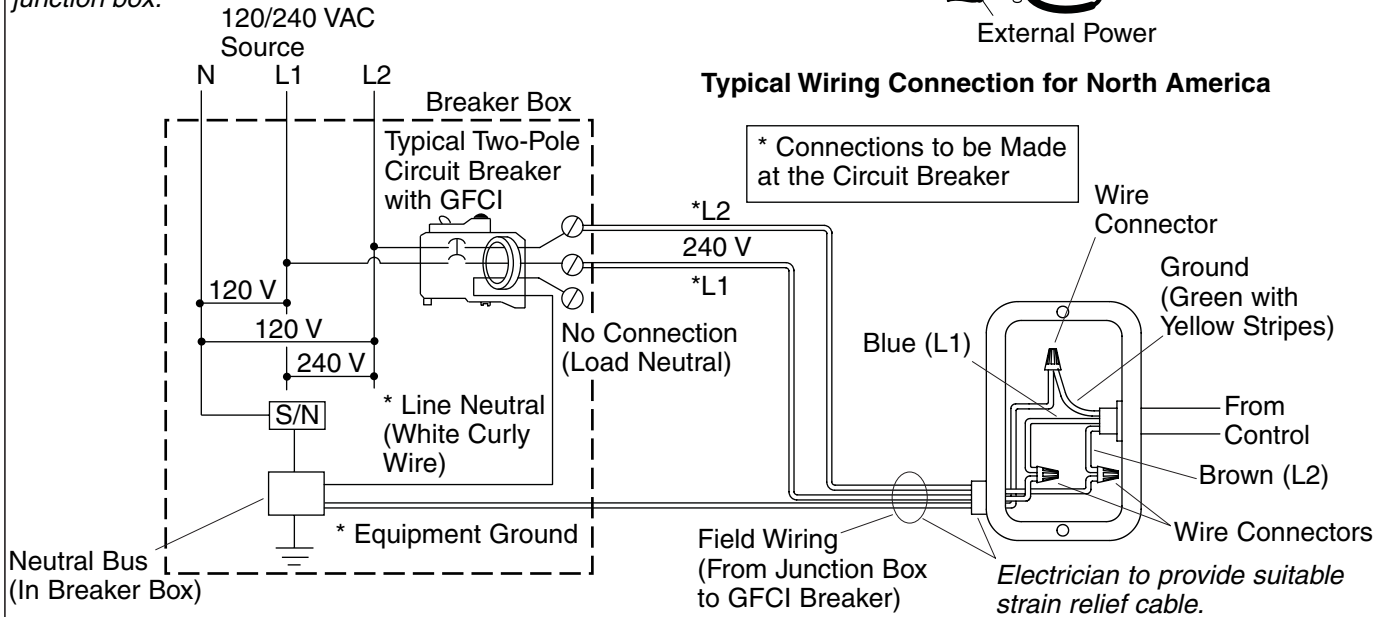 junction box.
120/240 VAC
Source
N
L1
L2
External Power
Typical Wiring Connection for North America
Breaker Box
Typical Two-Pole
Circuit Breaker
with GFCI
* Connections to be Made
at the Circuit Breaker
*L2
240 V
*L1
Wire
Connector
Ground
(Green with
Yellow Stripes)
120 V
120 V
240 V
No Connection
(Load Neutral)
Blue (L1)
S/N
* Line Neutral
(White Curly
Wire)
From
Control
Brown (L2)
* Equipment Ground
Wire Connectors
Neutral Bus
(In Breaker Box)
Field Wiring
(From Junction Box
to GFCI Breaker)
Electrician to provide suitable
strain relief cable.